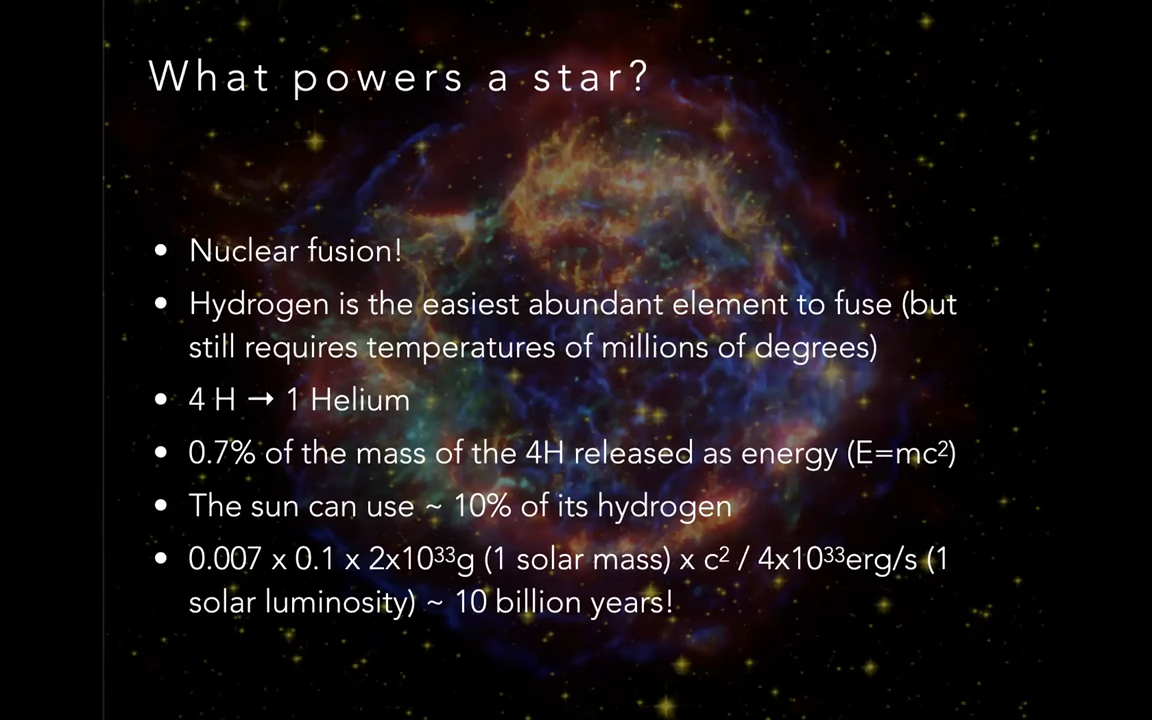 What powers a star?
• Nuclear fusion!
• Hydrogen is the easiest abundant element to fuse (but
still requires temperatures of millions of degrees)
• 4 H → 1 Helium
• 0.7% of the mass of the 4H released as energy (E=mc²)
• The sun can use ~ 10% of its hydrogen
• 0.007 x 0.1 x 2x10³³g (1 solar mass) x c² / 4x10³³erg/s (1
solar luminosity) ~ 10 billion years!